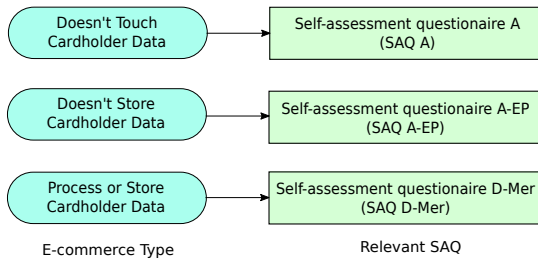 Doesn't Touch
Cardholder Data
Self-assessment questionaire A
(SAQ A)
Doesn't Store
Cardholder Data
Self-assessment questionaire A-EP
(SAQ A-EP)
Process or Store
Cardholder Data
Self-assessment questionaire D-Mer
(SAQ D-Mer)
E-commerce Type
Relevant SAQ